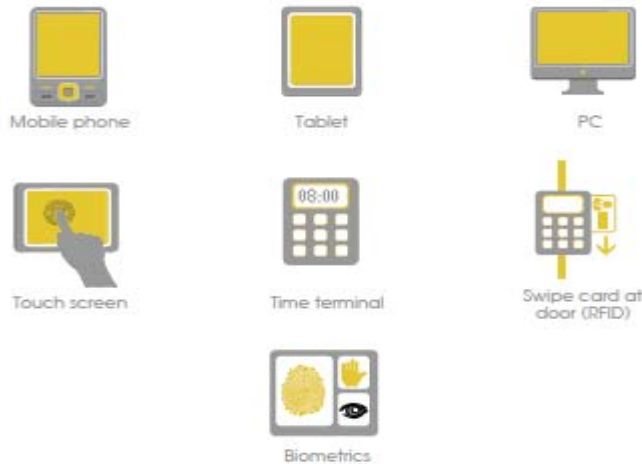 Mobile phone
Tablet
PC
08:00
Touch screen
Time terminal
Swipe card at
door (RFID)
Biometrics